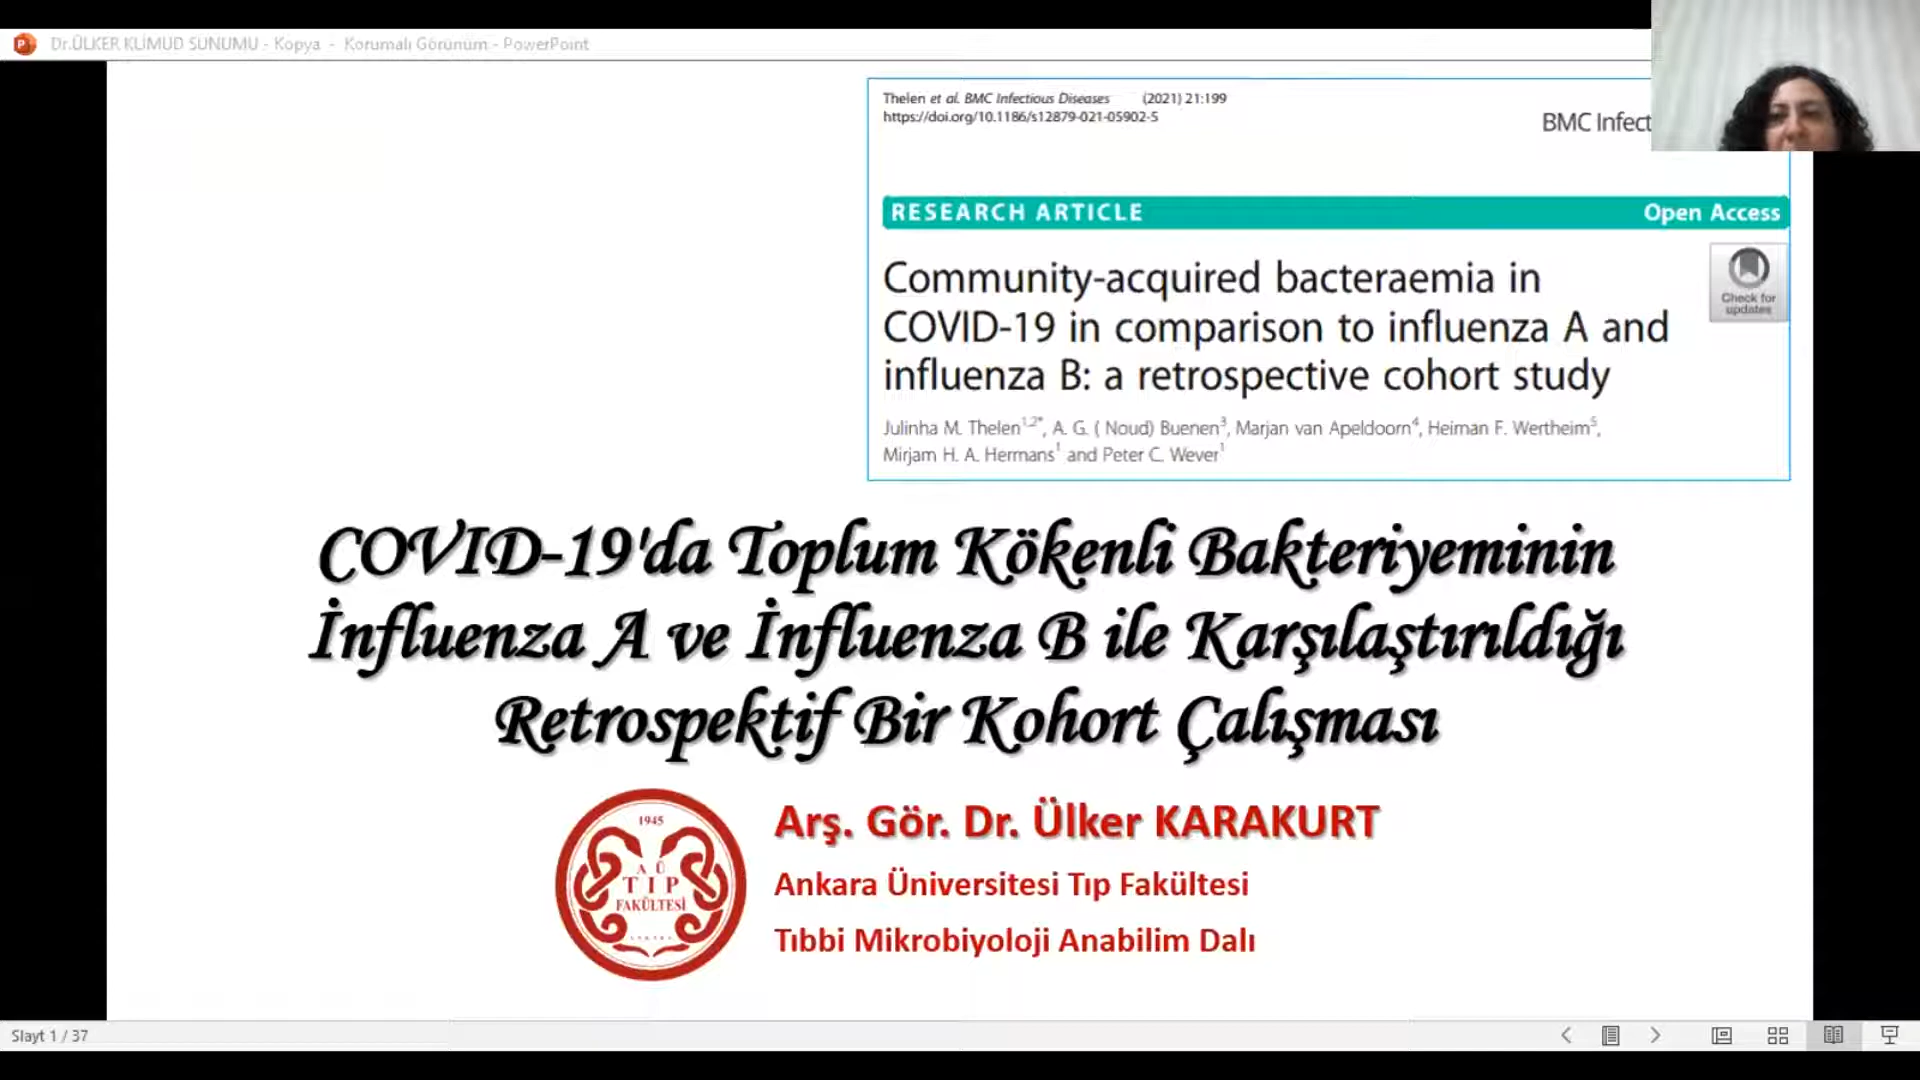 Dr.ÜLKER KLİMUD SUNUMU - Kopya - Korumalı Görünüm - PowerPoint
Thelen et al. BMC Infectious Diseases (2021) 21:199
https://doi.org/10.1186/s12879-021-05902-5
BMC Infect
RESEARCH ARTICLE Open Access
Community-acquired bacteraemia in
COVID-19 in comparison to influenza A and
influenza B: a retrospective cohort study
Check for
updates
Julinha M. Thelen1,2*, A. G. ( Noud) Buenen3, Marjan van Apeldoorn4, Heiman F. Wertheim5,
Mirjam H. A. Hermans1 and Peter C. Wever1
COVID-19'da Toplum Kökenli Bakteriyeminin
İnfluenza A ve İnfluenza B ile Karşılaştırıldığı
Retrospektif Bir Kohort Çalışması
1945
A Ü
TIP
FAKÜLTESİ
ANKARA
Arş. Gör. Dr. Ülker KARAKURT
Ankara Üniversitesi Tıp Fakültesi
Tıbbi Mikrobiyoloji Anabilim Dalı
Slayt 1 / 37